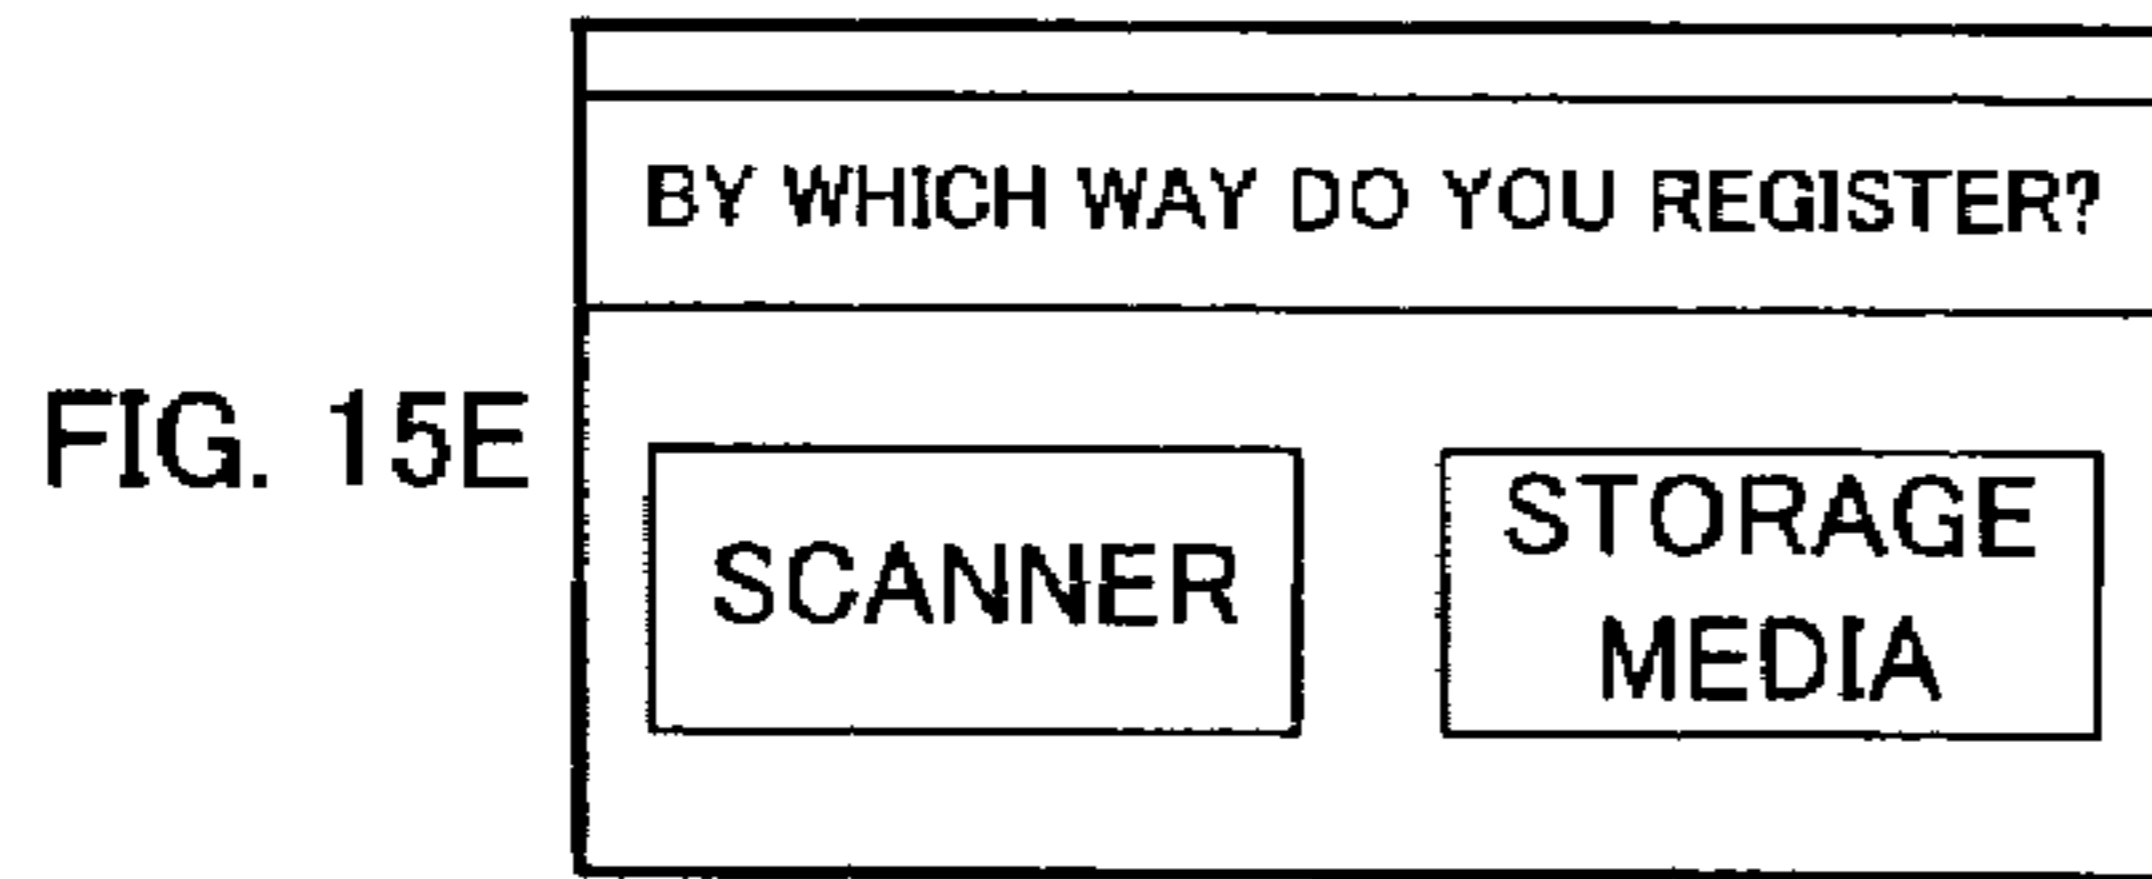 BY WHICH WAY DO YOU REGISTER?
FIG. 15E
SCANNER
STORAGE
MEDIA